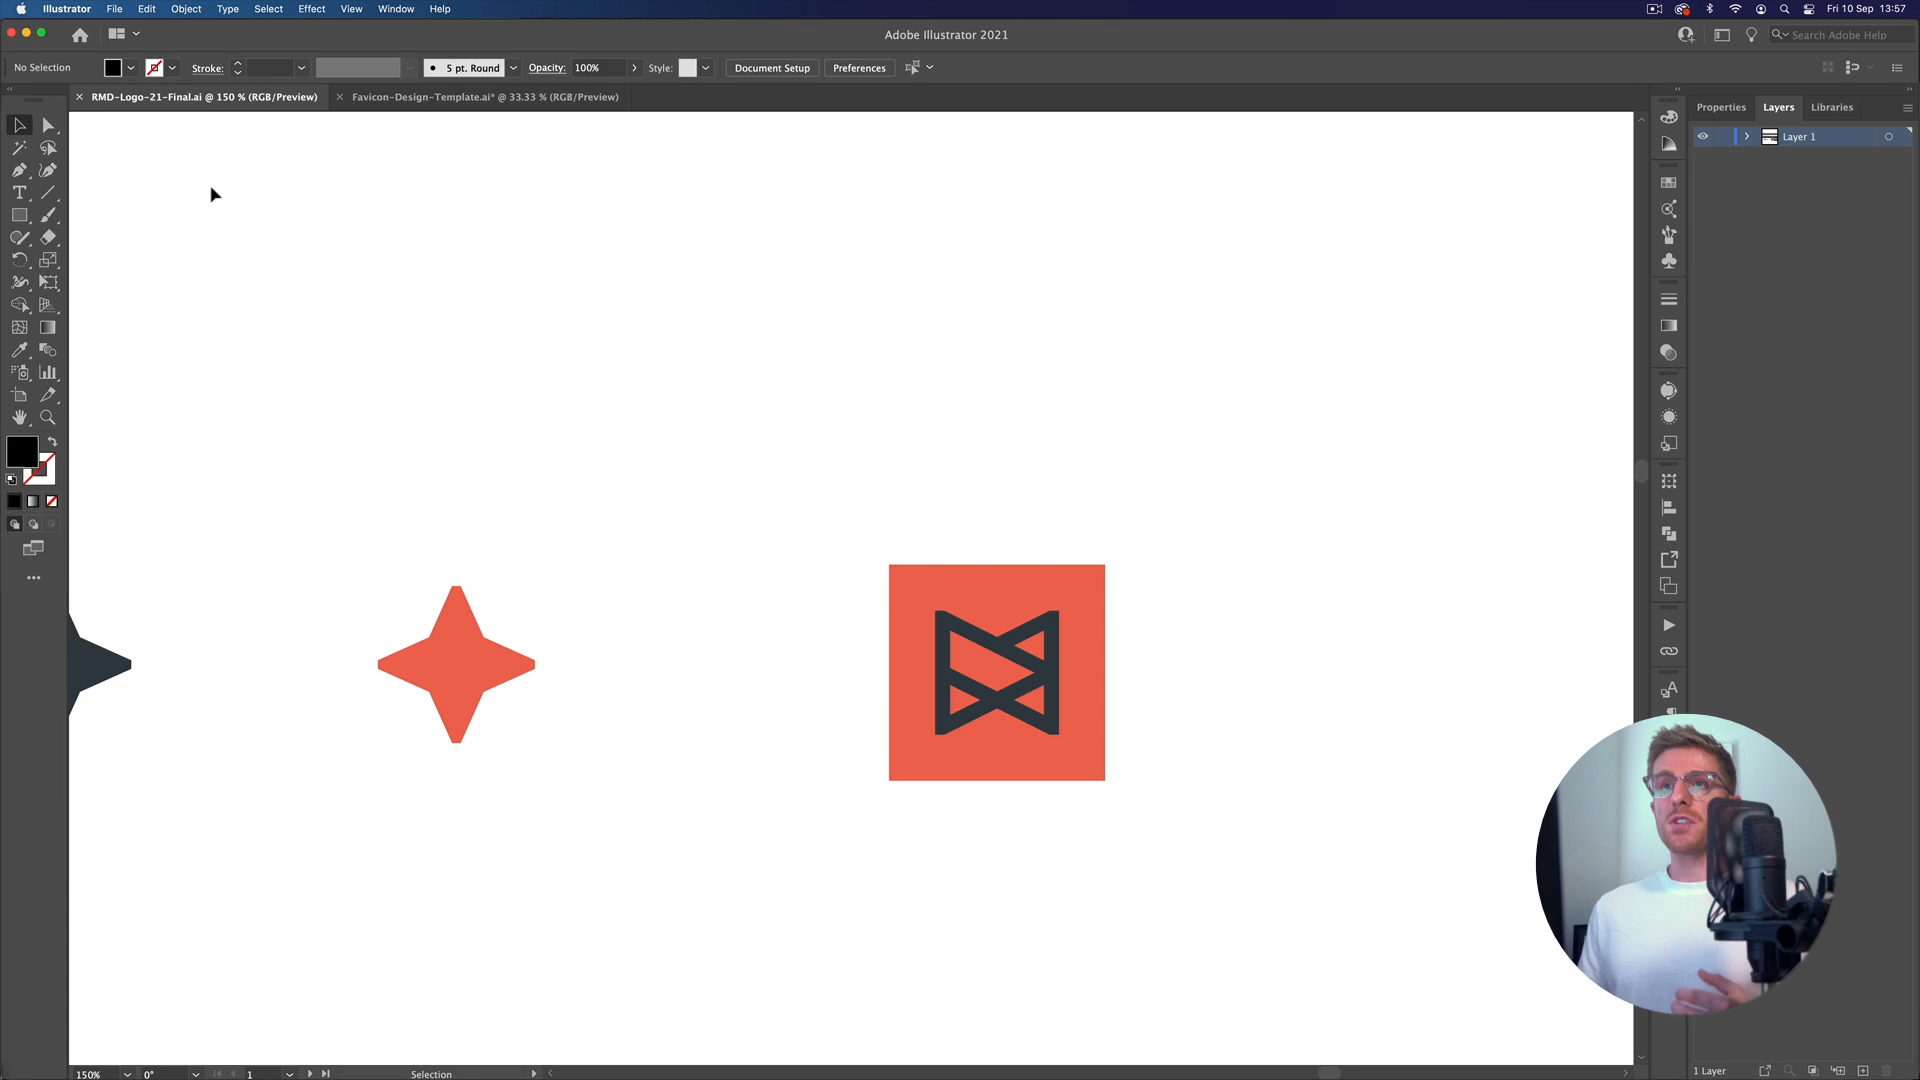 Illustrator File Edit Object Type Select Effect View Window Help
Fri 10 Sep 13:57
Adobe Illustrator 2021
Search Adobe Help
No Selection
Stroke:
5 pt. Round
Opacity: 100%
Style:
Document Setup
Preferences
RMD-Logo-21-Final.ai @ 150 % (RGB/Preview)
Favicon-Design-Template.ai* @ 33.33 % (RGB/Preview)
Properties Layers Libraries
Layer 1
150%
0°
1
Selection
1 Layer